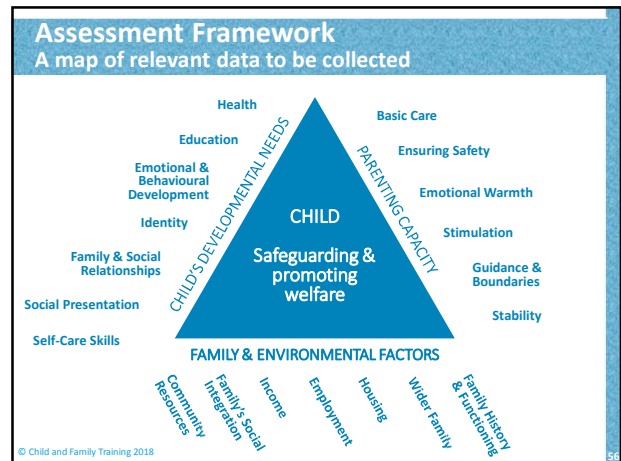 Assessment Framework
A map of relevant data to be collected
Health
Education
Emotional &
Behavioural
Development
Identity
Family & Social
Relationships
Social Presentation
Self-Care Skills
CHILD'S DEVELOPMENTAL NEEDS
CHILD
Safeguarding &
promoting
welfare
PARENTING CAPACITY
Basic Care
Ensuring Safety
Emotional Warmth
Stimulation
Guidance &
Boundaries
Stability
FAMILY & ENVIRONMENTAL FACTORS
Community
Resources
Family's Social
Integration
Income
Employment
Housing
Wider Family
Family History
& Functioning
© Child and Family Training 2018
56